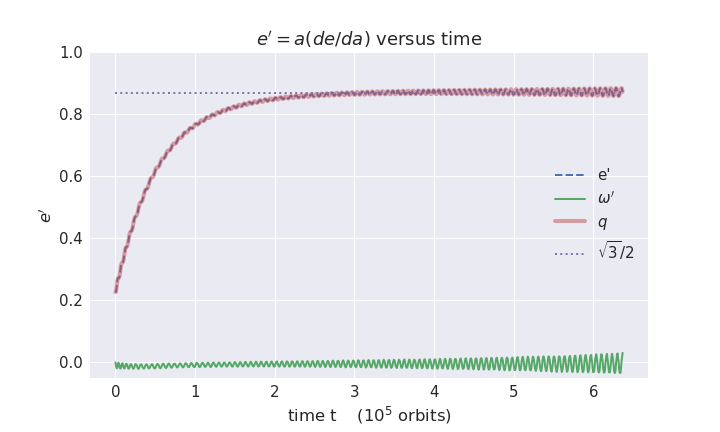 e′ = a(de/da) versus time
e′
1.0
0.8
0.6
0.4
0.2
0.0
e'
ω′
q
√3/2
0 1 2 3 4 5 6
time t (10⁵ orbits)